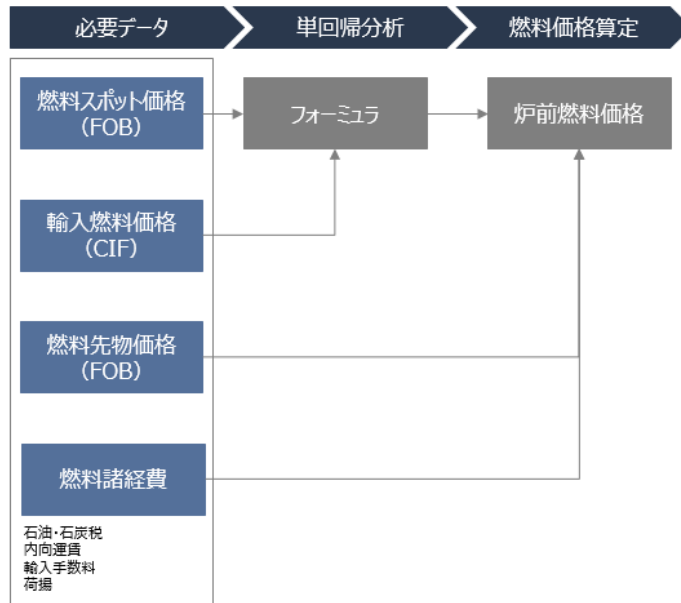 必要データ
単回帰分析
燃料価格算定
燃料スポット価格
(FOB)
フォーミュラ
炉前燃料価格
輸入燃料価格
(CIF)
燃料先物価格
(FOB)
燃料諸経費
石油・石炭税
内向運賃
輸入手数料
荷揚